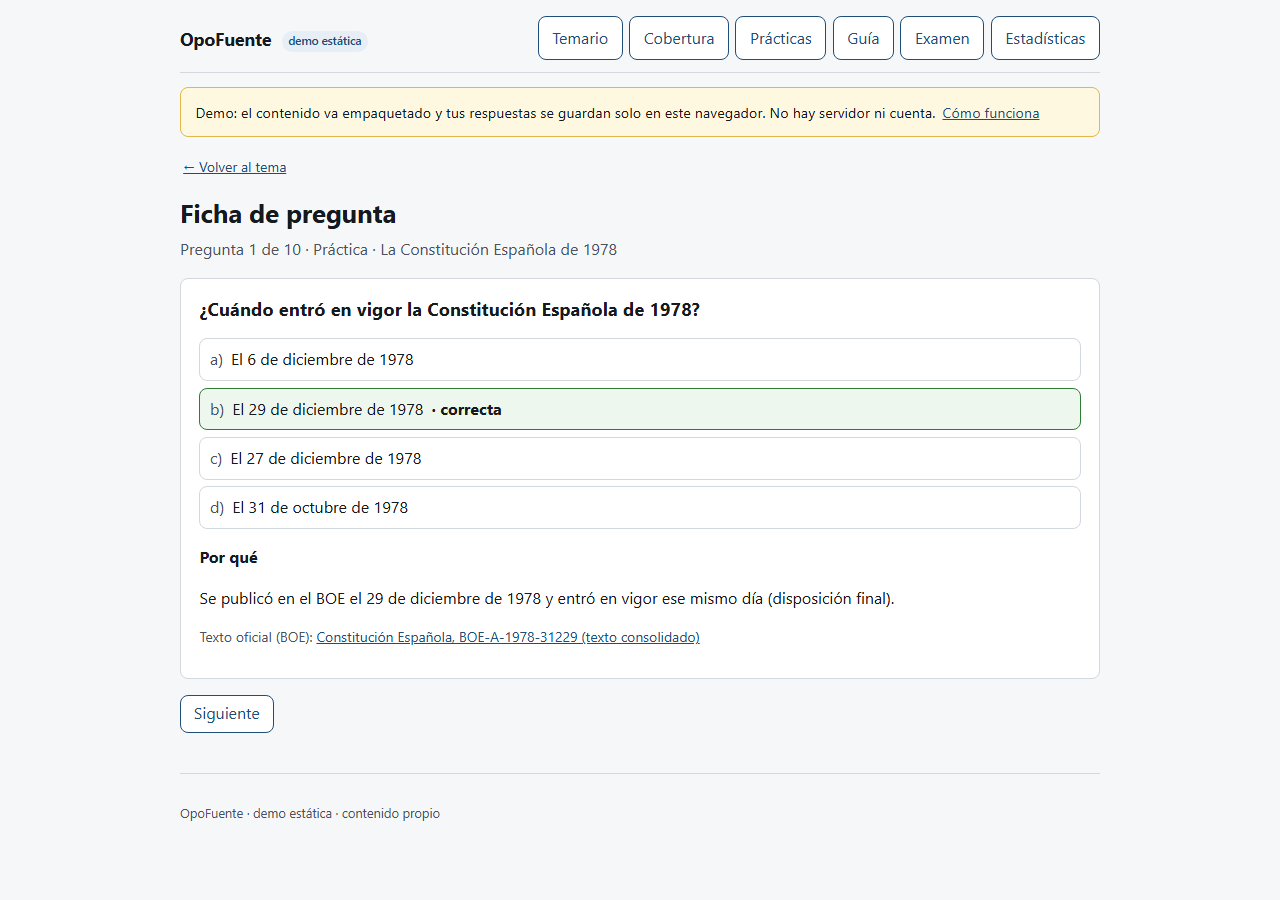 OpoFuente demo estática Temario Cobertura Prácticas Guía Examen Estadísticas
Demo: el contenido va empaquetado y tus respuestas se guardan solo en este navegador. No hay servidor ni cuenta. Cómo funciona
← Volver al tema
Ficha de pregunta
Pregunta 1 de 10 · Práctica · La Constitución Española de 1978
¿Cuándo entró en vigor la Constitución Española de 1978?
a) El 6 de diciembre de 1978
b) El 29 de diciembre de 1978 · correcta
c) El 27 de diciembre de 1978
d) El 31 de octubre de 1978
Por qué
Se publicó en el BOE el 29 de diciembre de 1978 y entró en vigor ese mismo día (disposición final).
Texto oficial (BOE): Constitución Española, BOE-A-1978-31229 (texto consolidado)
Siguiente
OpoFuente · demo estática · contenido propio